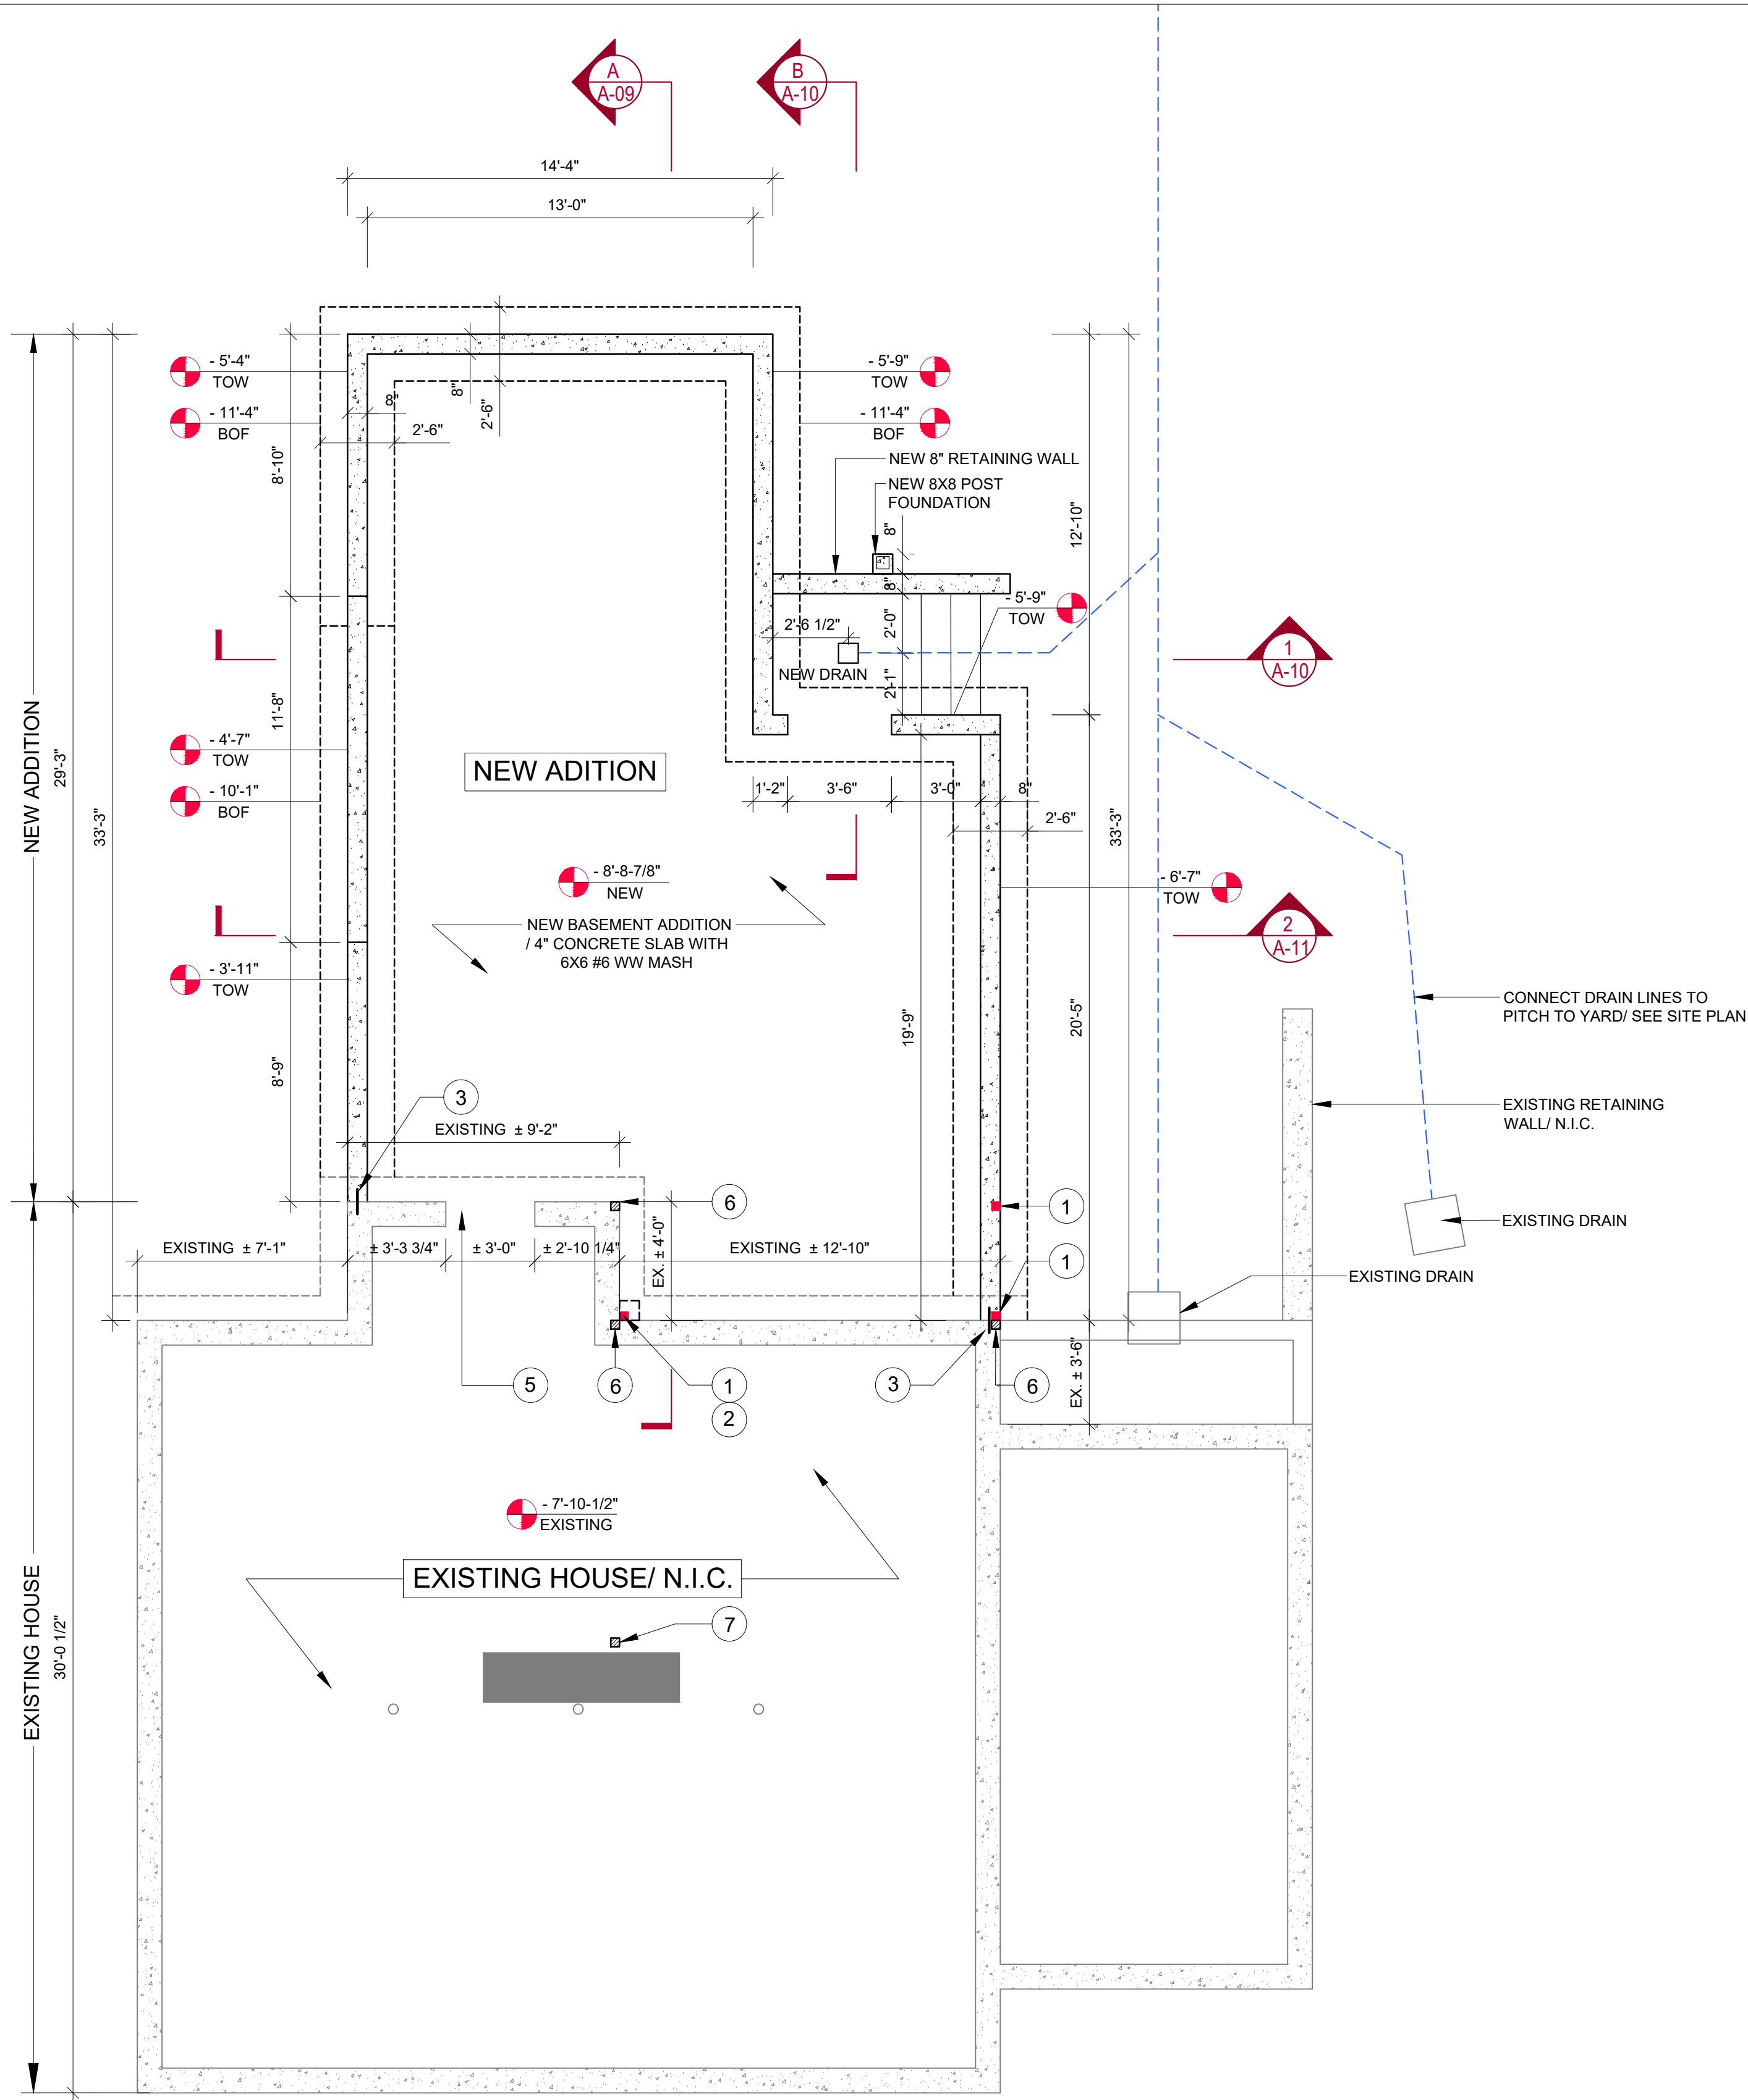 A
A-09
B
A-10
14'-4"
13'-0"
- 5'-4"
TOW
- 11'-4"
BOF
8"
8"
2'-6"
2'-6"
- 5'-9"
TOW
- 11'-4"
BOF
NEW 8" RETAINING WALL
NEW 8X8 POST
FOUNDATION
8'-10"
8"
8"
12'-10"
- 5'-9"
TOW
2'-0"
2'-6 1/2"
NEW DRAIN
2'-1"
1
A-10
11'-8"
- 4'-7"
TOW
- 10'-1"
BOF
NEW ADITION
1'-2"
3'-6"
3'-0"
8"
2'-6"
NEW ADDITION
29'-3"
33'-3"
33'-3"
- 8'-8-7/8"
NEW
- 6'-7"
TOW
NEW BASEMENT ADDITION
/ 4" CONCRETE SLAB WITH
6X6 #6 WW MASH
2
A-11
- 3'-11"
TOW
CONNECT DRAIN LINES TO
PITCH TO YARD/ SEE SITE PLAN
19'-9"
20'-5"
8'-9"
3
EXISTING ± 9'-2"
EXISTING RETAINING
WALL/ N.I.C.
6
1
EXISTING DRAIN
EXISTING ± 7'-1"
± 3'-3 3/4"
± 3'-0"
± 2'-10 1/4"
EX. ± 4'-0"
EXISTING ± 12'-10"
1
EXISTING DRAIN
5
6
1
2
3
6
EX. ± 3'-6"
- 7'-10-1/2"
EXISTING
EXISTING HOUSE/ N.I.C.
7
EXISTING HOUSE
30'-0 1/2"